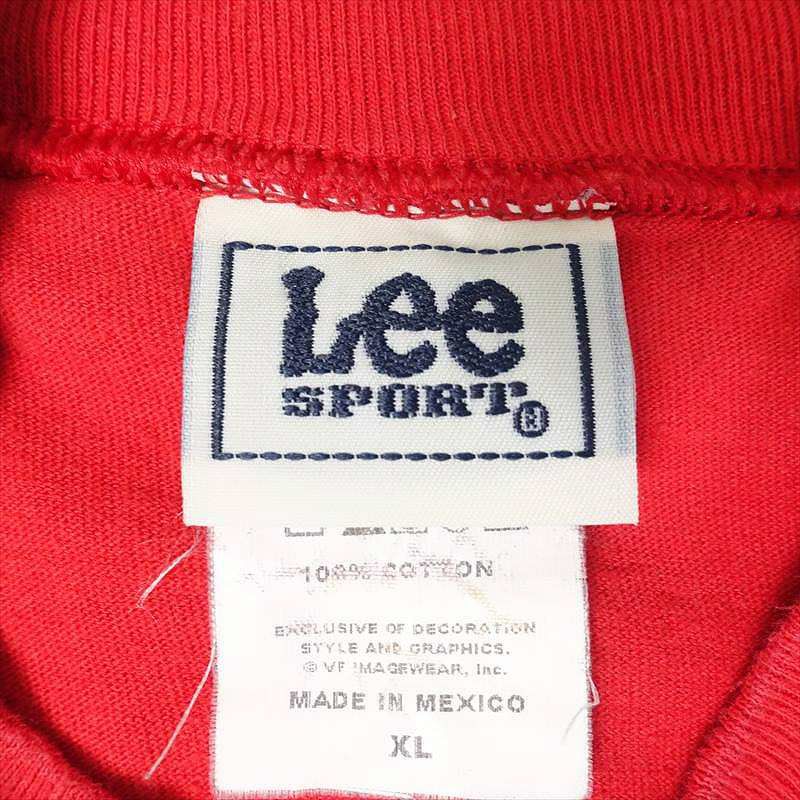 Lee
SPORT®
100% COTTON
EXCLUSIVE OF DECORATION
STYLE AND GRAPHICS.
© VF IMAGEWEAR, Inc.
MADE IN MEXICO
XL